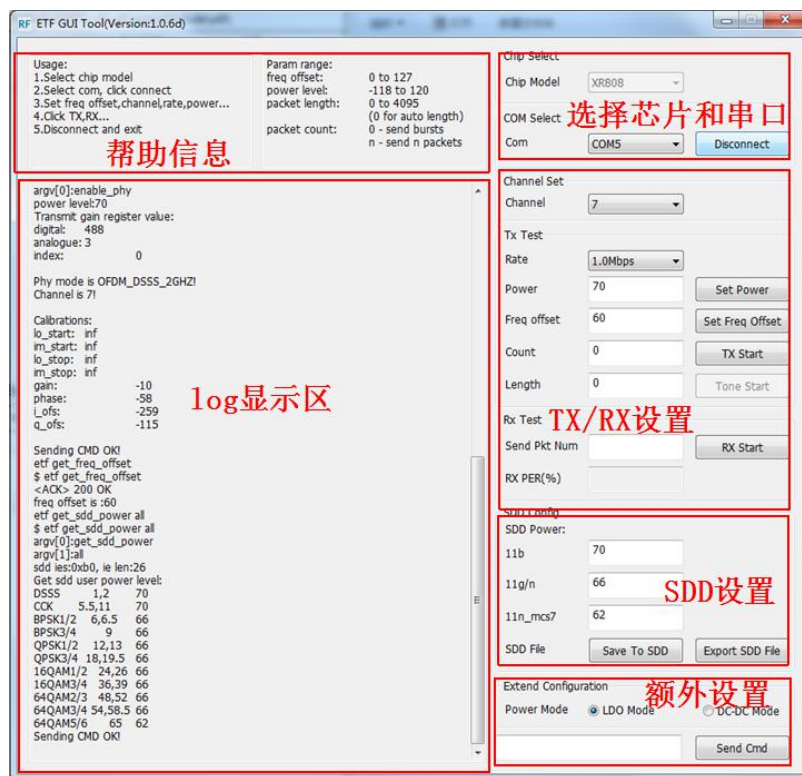 RF ETF GUI Tool(Version:1.0.6d)
Usage:
1.Select chip model
2.Select com, click connect
3.Set freq offset,channel,rate,power...
4.Click TX,RX...
5.Disconnect and exit
Param range:
freq offset: 0 to 127
power level: -118 to 120
packet length: 0 to 4095
(0 for auto length)
packet count: 0 - send bursts
n - send n packets
帮助信息
Chip Select
Chip Model XR808
COM Select
选择芯片和串口
Com COM5 Disconnect
argv[0]:enable_phy
power level:70
Transmit gain register value:
digital: 488
analogue: 3
index: 0
Phy mode is OFDM_DSSS_2GHZ!
Channel is 7!
Calibrations:
lo_start: inf
im_start: inf
lo_stop: inf
im_stop: inf
gain: -10
phase: -58
i_ofs: -259
q_ofs: -115
log显示区
Sending CMD OK!
etf get_freq_offset
$ etf get_freq_offset
<ACK> 200 OK
freq offset is :60
etf get_sdd_power all
$ etf get_sdd_power all
argv[0]:get_sdd_power
argv[1]:all
sdd ies:0xb0, ie len:26
Get sdd user power level:
DSSS 1,2 70
CCK 5.5,11 70
BPSK1/2 6,6.5 66
BPSK3/4 9 66
QPSK1/2 12,13 66
QPSK3/4 18,19.5 66
16QAM1/2 24,26 66
16QAM3/4 36,39 66
64QAM2/3 48,52 66
64QAM3/4 54,58.5 66
64QAM5/6 65 62
Sending CMD OK!
Channel Set
Channel 7
Tx Test
Rate 1.0Mbps
Power 70 Set Power
Freq offset 60 Set Freq Offset
Count 0 TX Start
Length 0 Tone Start
Rx Test
TX/RX设置
Send Pkt Num RX Start
RX PER(%)
SDD Config
SDD Power:
11b 70
11g/n 66
SDD设置
11n_mcs7 62
SDD File Save To SDD Export SDD File
Extend Configuration
额外设置
Power Mode LDO Mode DC-DC Mode
Send Cmd